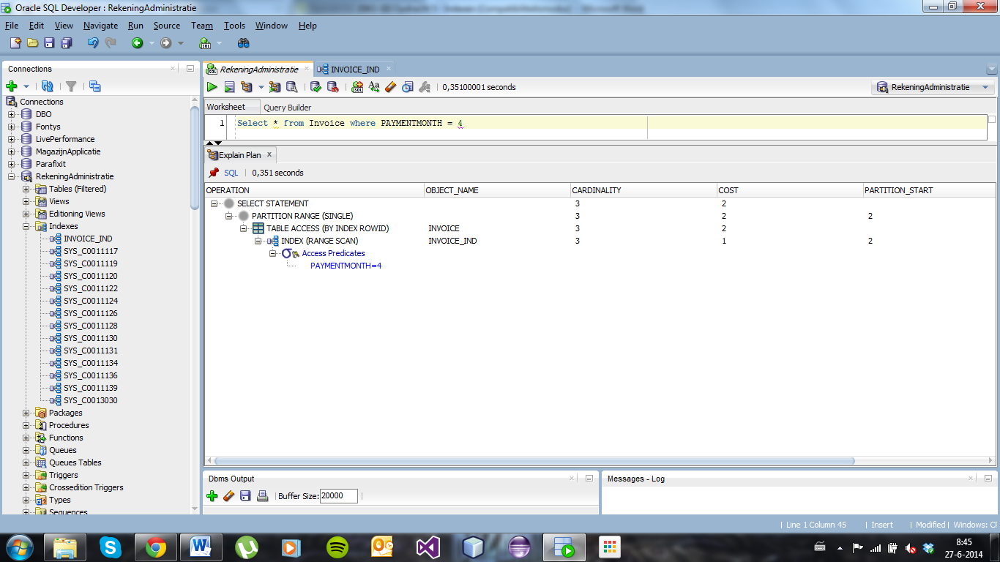 Oracle SQL Developer : RekeningAdministratie
File Edit View Navigate Run Source Team Tools Window Help
Connections
Connections
DBO
Fontys
LivePerformance
MagazijnApplicatie
Parafixit
RekeningAdministratie
Tables (Filtered)
Views
Editioning Views
Indexes
INVOICE_IND
SYS_C0011117
SYS_C0011119
SYS_C0011120
SYS_C0011122
SYS_C0011124
SYS_C0011126
SYS_C0011128
SYS_C0011130
SYS_C0011131
SYS_C0011134
SYS_C0011136
SYS_C0011139
SYS_C0013030
Packages
Procedures
Functions
Queues
Queues Tables
Triggers
Crossedition Triggers
Types
Sequences
RekeningAdministratie INVOICE_IND
0,35100001 seconds RekeningAdministratie
Worksheet Query Builder
1 Select * from Invoice where PAYMENTMONTH = 4
Explain Plan
SQL 0,351 seconds
OPERATION OBJECT_NAME CARDINALITY COST PARTITION_START
SELECT STATEMENT 3 2
PARTITION RANGE (SINGLE) 3 2 2
TABLE ACCESS (BY INDEX ROWID) INVOICE 3 2
INDEX (RANGE SCAN) INVOICE_IND 3 1 2
Access Predicates
PAYMENTMONTH=4
Dbms Output
Buffer Size: 20000
Messages - Log
Line 1 Column 45 Insert Modified Windows: CF
8:45
27-6-2014